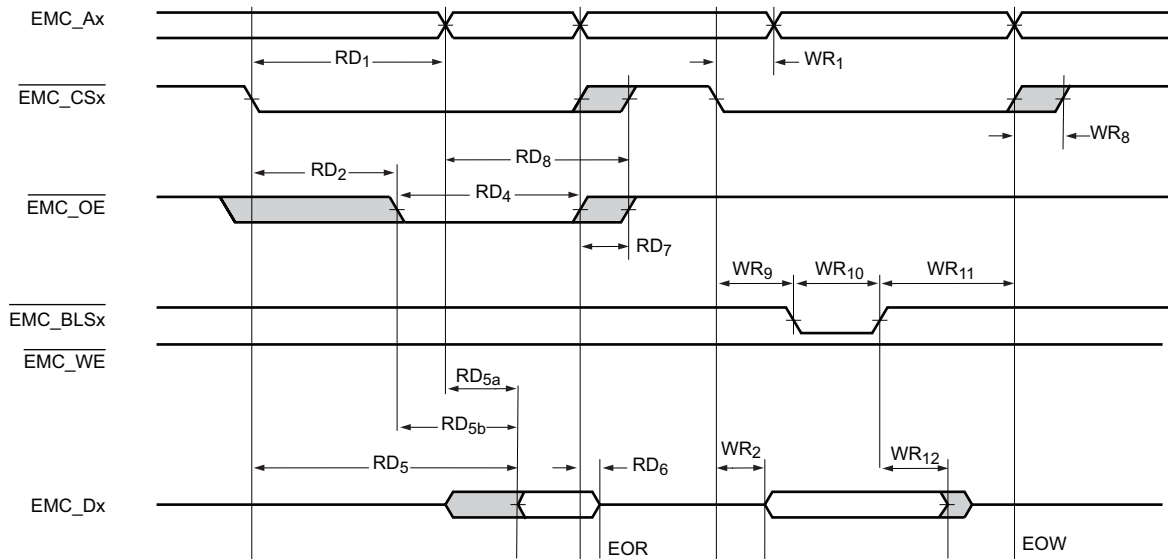 EMC_Ax
RD1
WR1
EMC_CSx
WR8
RD8
RD2
RD4
EMC_OE
RD7
WR9
WR10
WR11
EMC_BLSx
EMC_WE
RD5a
RD5b
WR2
WR12
RD5
RD6
EMC_Dx
EOR
EOW